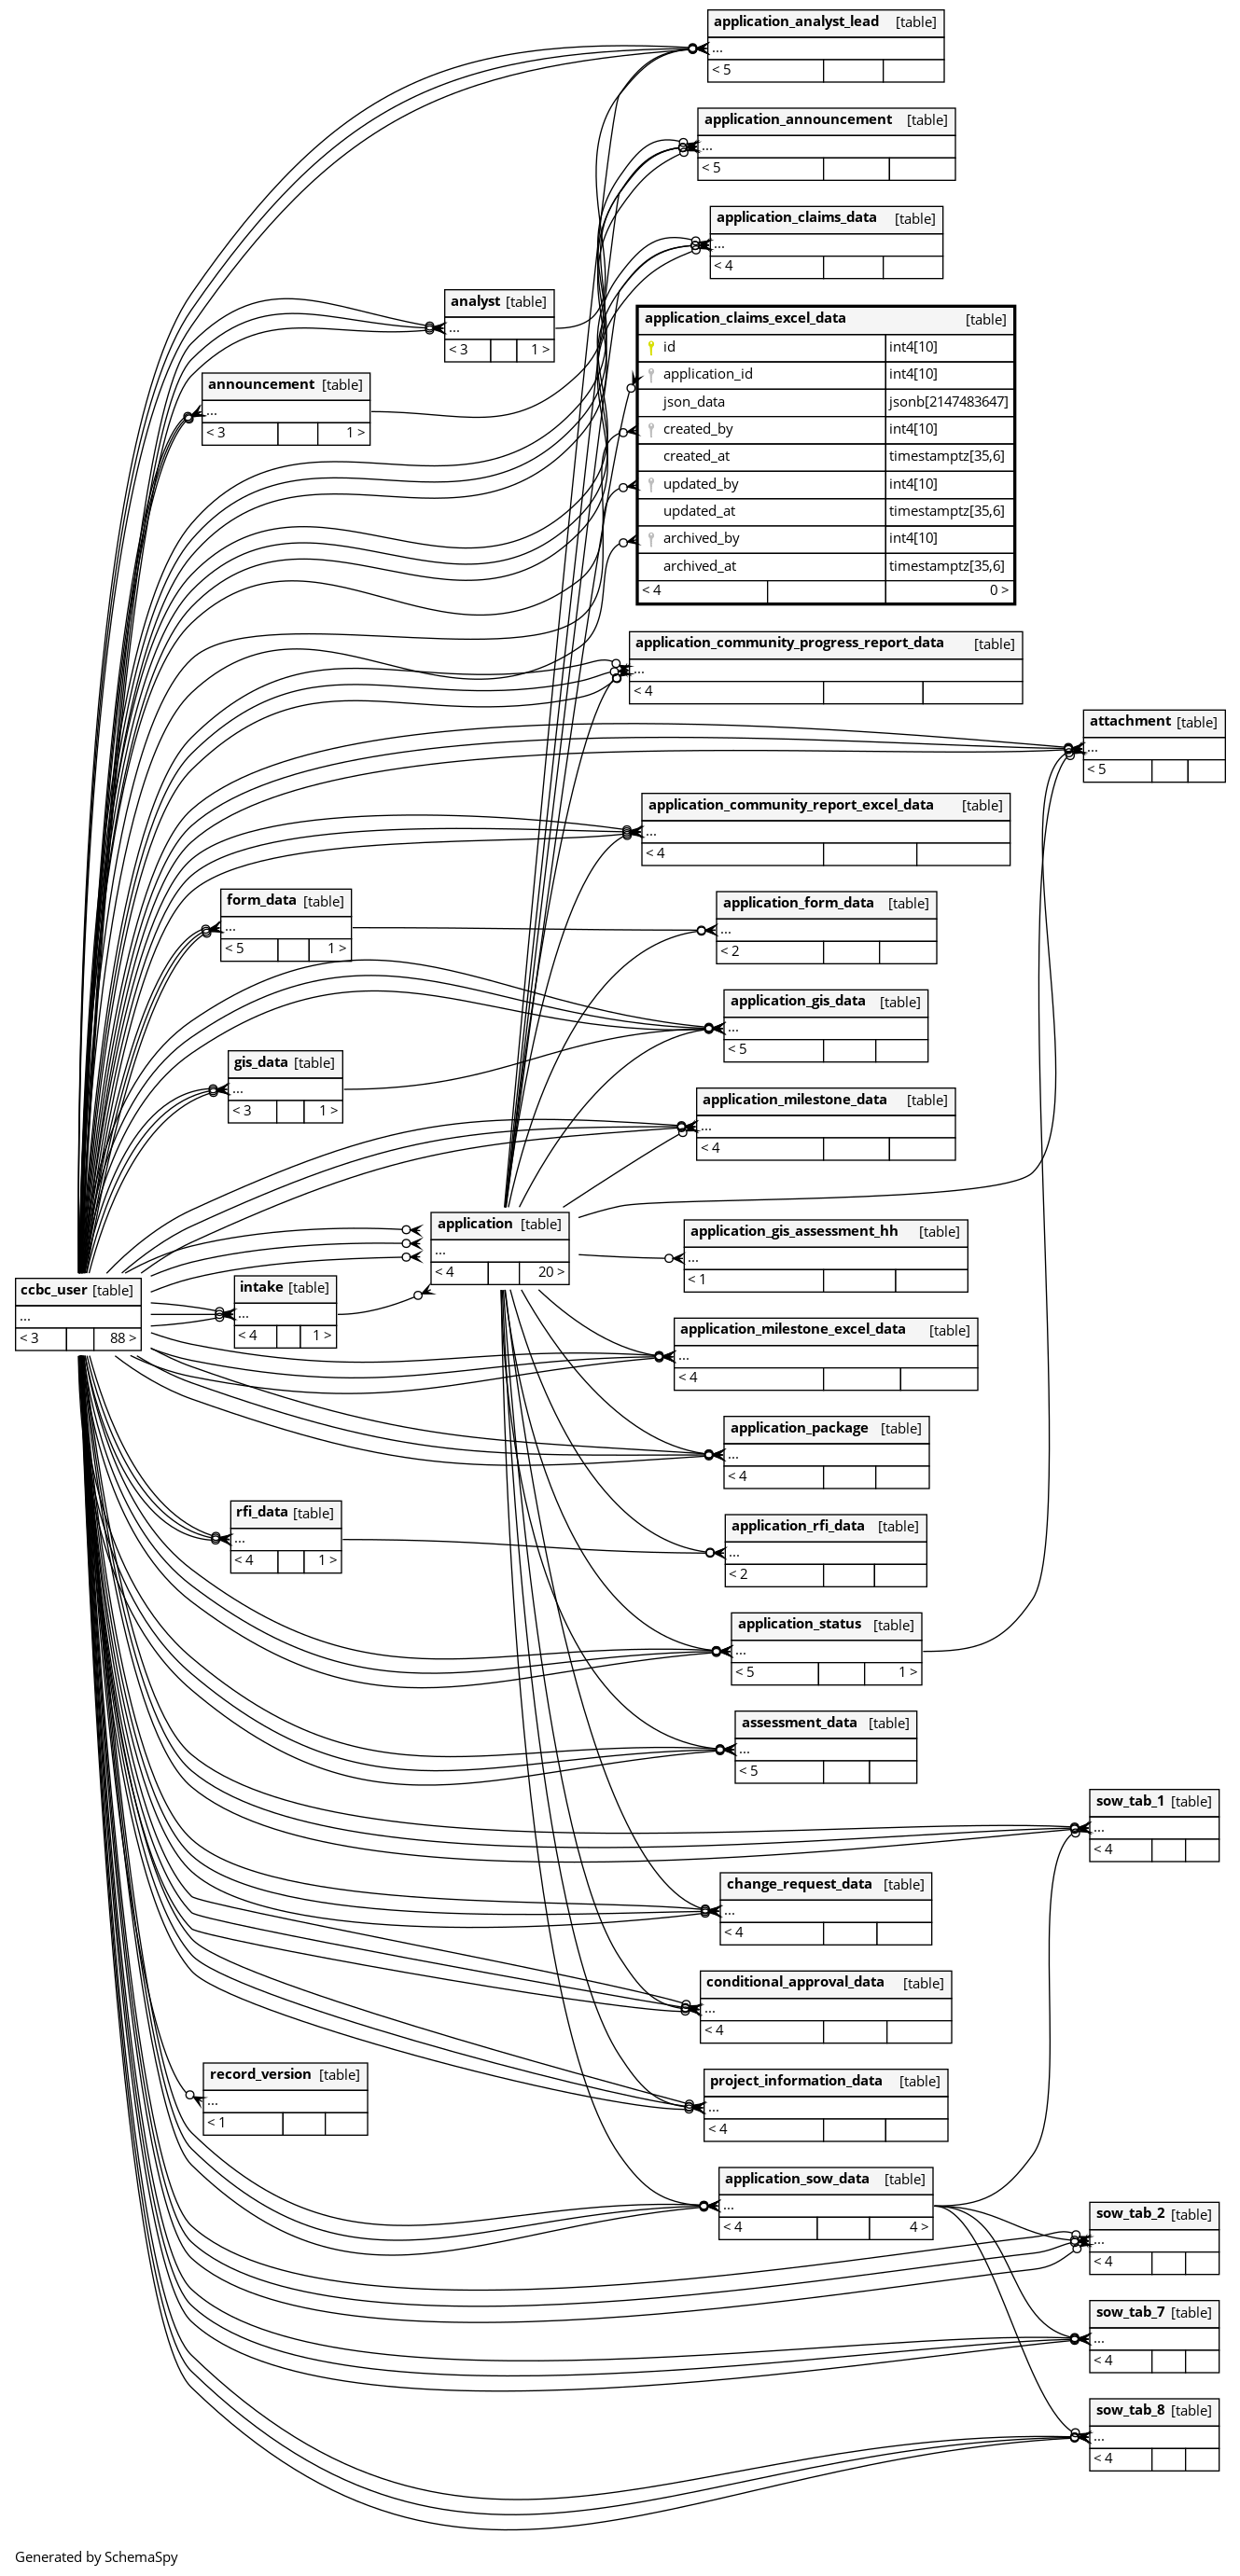 application_analyst_lead [table]
...
< 5
application_announcement [table]
...
< 5
application_claims_data [table]
...
< 4
analyst [table]
...
< 3 1 >
application_claims_excel_data [table]
id int4[10]
application_id int4[10]
json_data jsonb[2147483647]
created_by int4[10]
created_at timestamptz[35,6]
updated_by int4[10]
updated_at timestamptz[35,6]
archived_by int4[10]
archived_at timestamptz[35,6]
< 4 0 >
announcement [table]
...
< 3 1 >
application_community_progress_report_data [table]
...
< 4
attachment [table]
...
< 5
application_community_report_excel_data [table]
...
< 4
form_data [table]
...
< 5 1 >
application_form_data [table]
...
< 2
application_gis_data [table]
...
< 5
gis_data [table]
...
< 3 1 >
application_milestone_data [table]
...
< 4
application [table]
...
< 4 20 >
application_gis_assessment_hh [table]
...
< 1
ccbc_user [table]
...
< 3 88 >
intake [table]
...
< 4 1 >
application_milestone_excel_data [table]
...
< 4
application_package [table]
...
< 4
rfi_data [table]
...
< 4 1 >
application_rfi_data [table]
...
< 2
application_status [table]
...
< 5 1 >
assessment_data [table]
...
< 5
sow_tab_1 [table]
...
< 4
change_request_data [table]
...
< 4
conditional_approval_data [table]
...
< 4
record_version [table]
...
< 1
project_information_data [table]
...
< 4
application_sow_data [table]
...
< 4 4 >
sow_tab_2 [table]
...
< 4
sow_tab_7 [table]
...
< 4
sow_tab_8 [table]
...
< 4
Generated by SchemaSpy